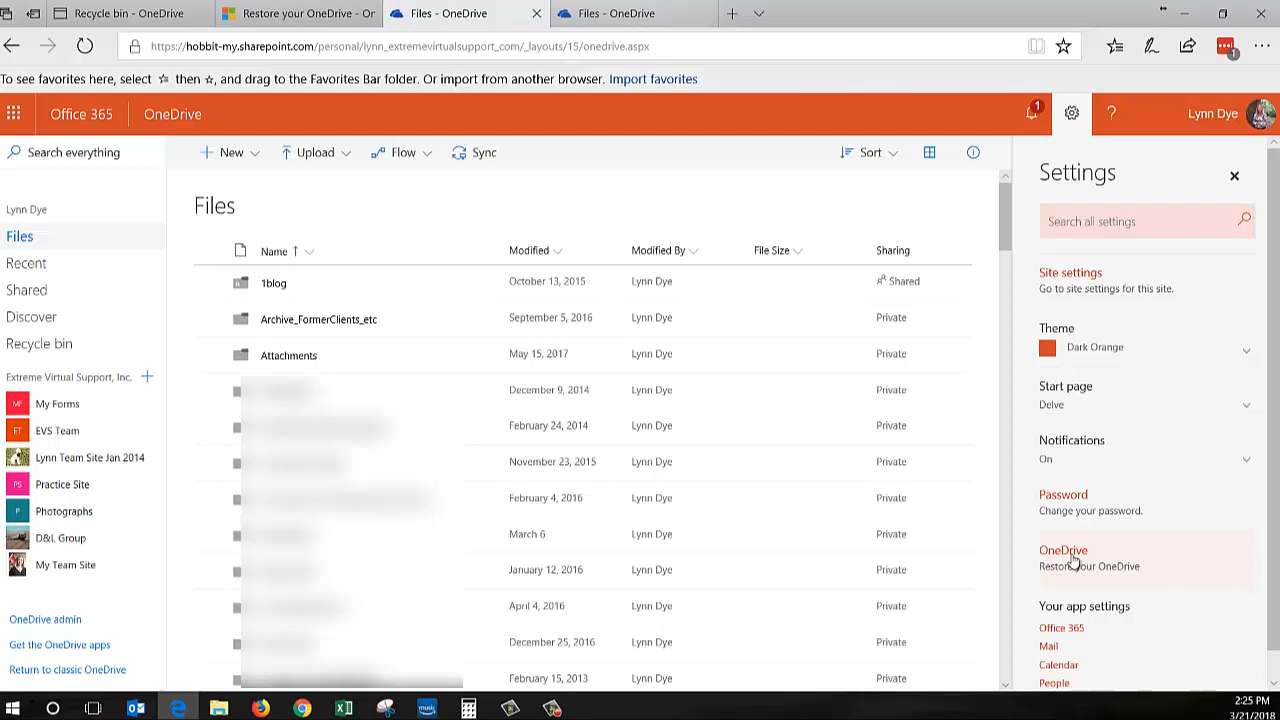 Recycle bin - OneDrive
Restore your OneDrive - Or
Files - OneDrive
Files - OneDrive
https://hobbit-my.sharepoint.com/personal/lynn_extremevirtualsupport_com/_layouts/15/onedrive.aspx
1
To see favorites here, select ☆ then ☆, and drag to the Favorites Bar folder. Or import from another browser. Import favorites
Office 365
OneDrive
1
?
Lynn Dye
Search everything
New
Upload
Flow
Sync
Sort
Lynn Dye
Files
Recent
Shared
Discover
Recycle bin
Extreme Virtual Support, Inc.
MF My Forms
ET EVS Team
Lynn Team Site Jan 2014
PS Practice Site
P Photographs
D&L Group
My Team Site
OneDrive admin
Get the OneDrive apps
Return to classic OneDrive
Files
Name ↑ Modified Modified By File Size Sharing
1blog October 13, 2015 Lynn Dye Shared
Archive_FormerClients_etc September 5, 2016 Lynn Dye Private
Attachments May 15, 2017 Lynn Dye Private
December 9, 2014 Lynn Dye Private
February 24, 2014 Lynn Dye Private
November 23, 2015 Lynn Dye Private
February 4, 2016 Lynn Dye Private
March 6 Lynn Dye Private
January 12, 2016 Lynn Dye Private
April 4, 2016 Lynn Dye Private
December 25, 2016 Lynn Dye Private
February 15, 2013 Lynn Dye Private
Settings
Search all settings
Site settings
Go to site settings for this site.
Theme
Dark Orange
Start page
Delve
Notifications
On
Password
Change your password.
OneDrive
Restore your OneDrive
Your app settings
Office 365
Mail
Calendar
People
music
2:25 PM
3/21/2018